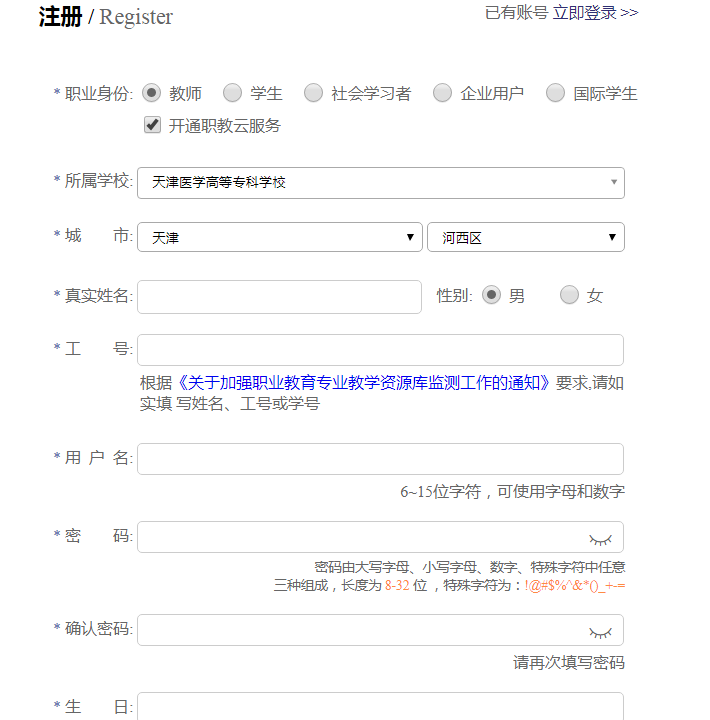 注册 / Register 已有账号 立即登录 >>
* 职业身份: 教师 学生 社会学习者 企业用户 国际学生
开通职教云服务
* 所属学校: 天津医学高等专科学校
* 城 市: 天津 河西区
* 真实姓名: 性别: 男 女
* 工 号:
根据《关于加强职业教育专业教学资源库监测工作的通知》要求,请如
实填 写姓名、工号或学号
* 用 户 名:
6~15位字符，可使用字母和数字
* 密 码:
密码由大写字母、小写字母、数字、特殊字符中任意
三种组成，长度为 8-32 位 ，特殊字符为：!@#$%^&*()_+-=
* 确认密码:
请再次填写密码
* 生 日: